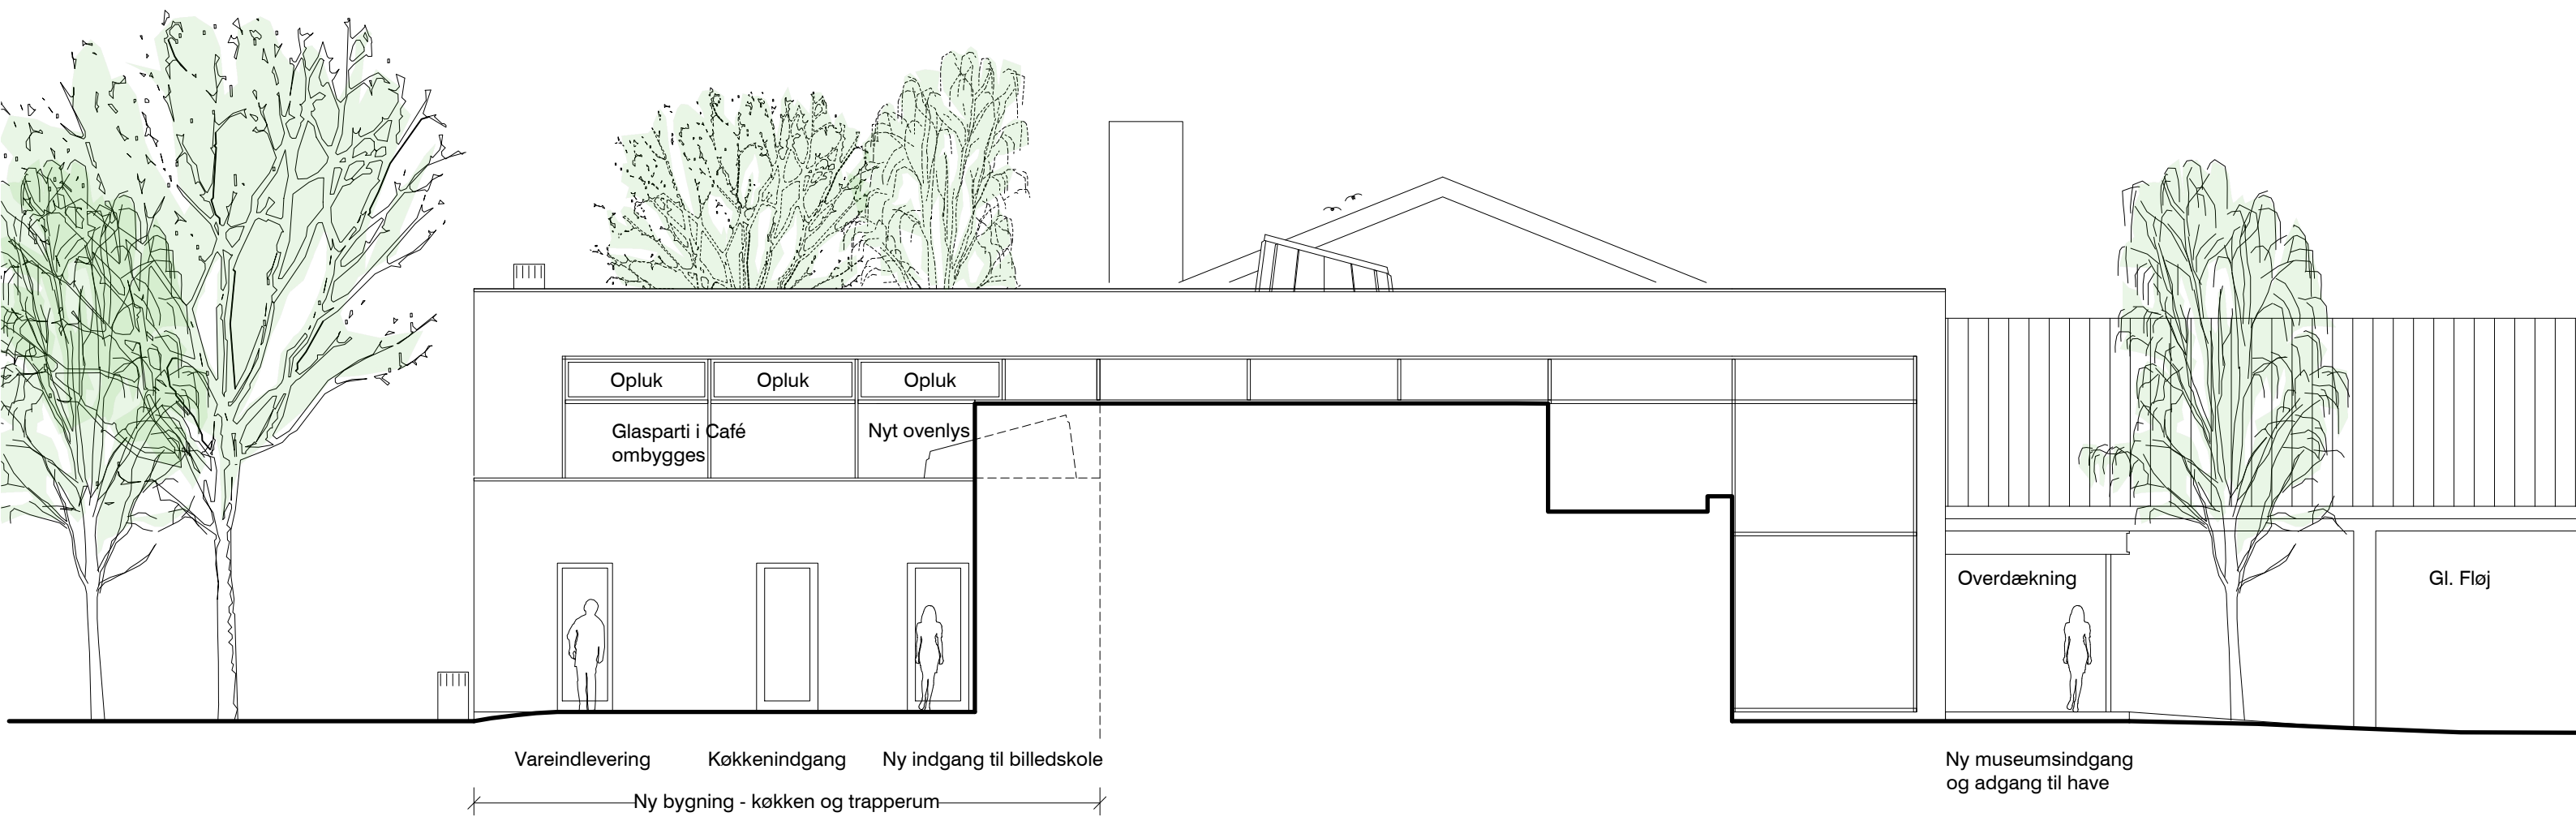 Opluk
Opluk
Opluk
Glasparti i Café
ombygges
Nyt ovenlys
Overdækning
Gl. Fløj
Vareindlevering
Køkkenindgang
Ny indgang til billedskole
Ny museumsindgang
og adgang til have
Ny bygning - køkken og trapperum